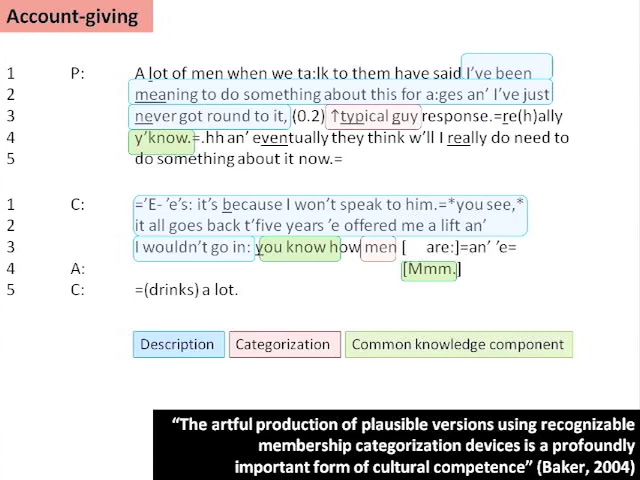 Account-giving
1 P: A lot of men when we ta:lk to them have said I've been
2 meaning to do something about this for a:ges an' I've just
3 never got round to it, (0.2) ↑typical guy response.=re(h)ally
4 y'know.=.hh an' eventually they think w'll I really do need to
5 do something about it now.=
1 C: ='E- 'e's: it's because I won't speak to him.=*you see,*
2 it all goes back t'five years 'e offered me a lift an'
3 I wouldn't go in: you know how men [ are:]=an' 'e=
4 A: [Mmm.]
5 C: =(drinks) a lot.
Description Categorization Common knowledge component
"The artful production of plausible versions using recognizable
membership categorization devices is a profoundly
important form of cultural competence" (Baker, 2004)